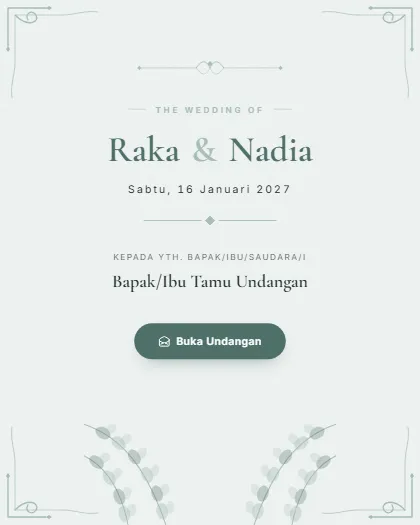 THE WEDDING OF
Raka & Nadia
Sabtu, 16 Januari 2027
KEPADA YTH. BAPAK/IBU/SAUDARA/I
Bapak/Ibu Tamu Undangan
Buka Undangan